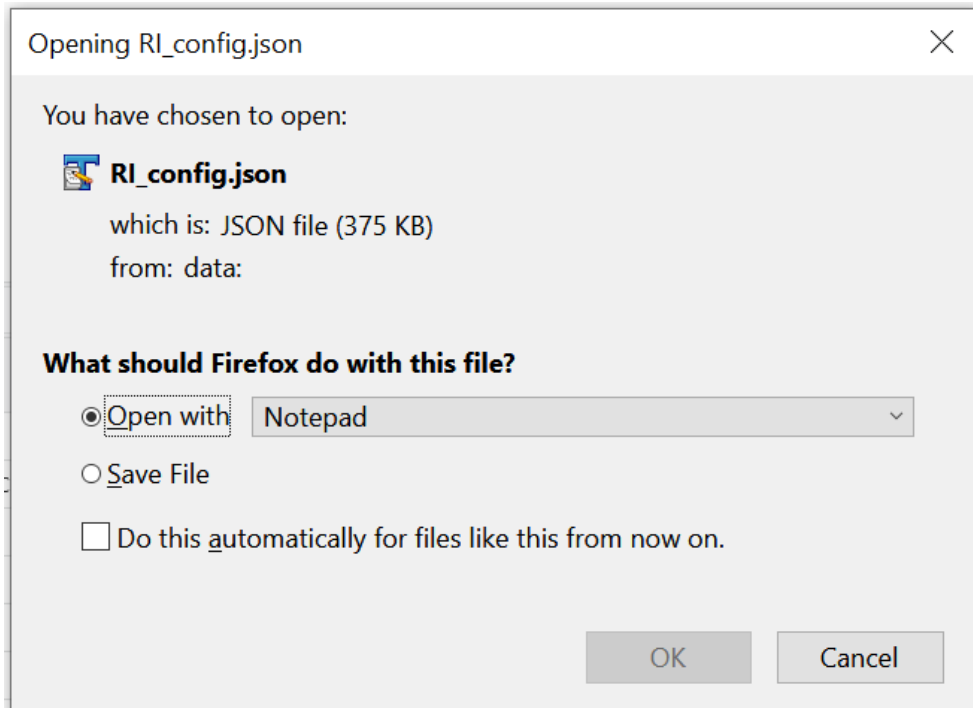 Opening RI_config.json
You have chosen to open:
RI_config.json
which is: JSON file (375 KB)
from: data:
What should Firefox do with this file?
Open with Notepad
Save File
Do this automatically for files like this from now on.
OK Cancel